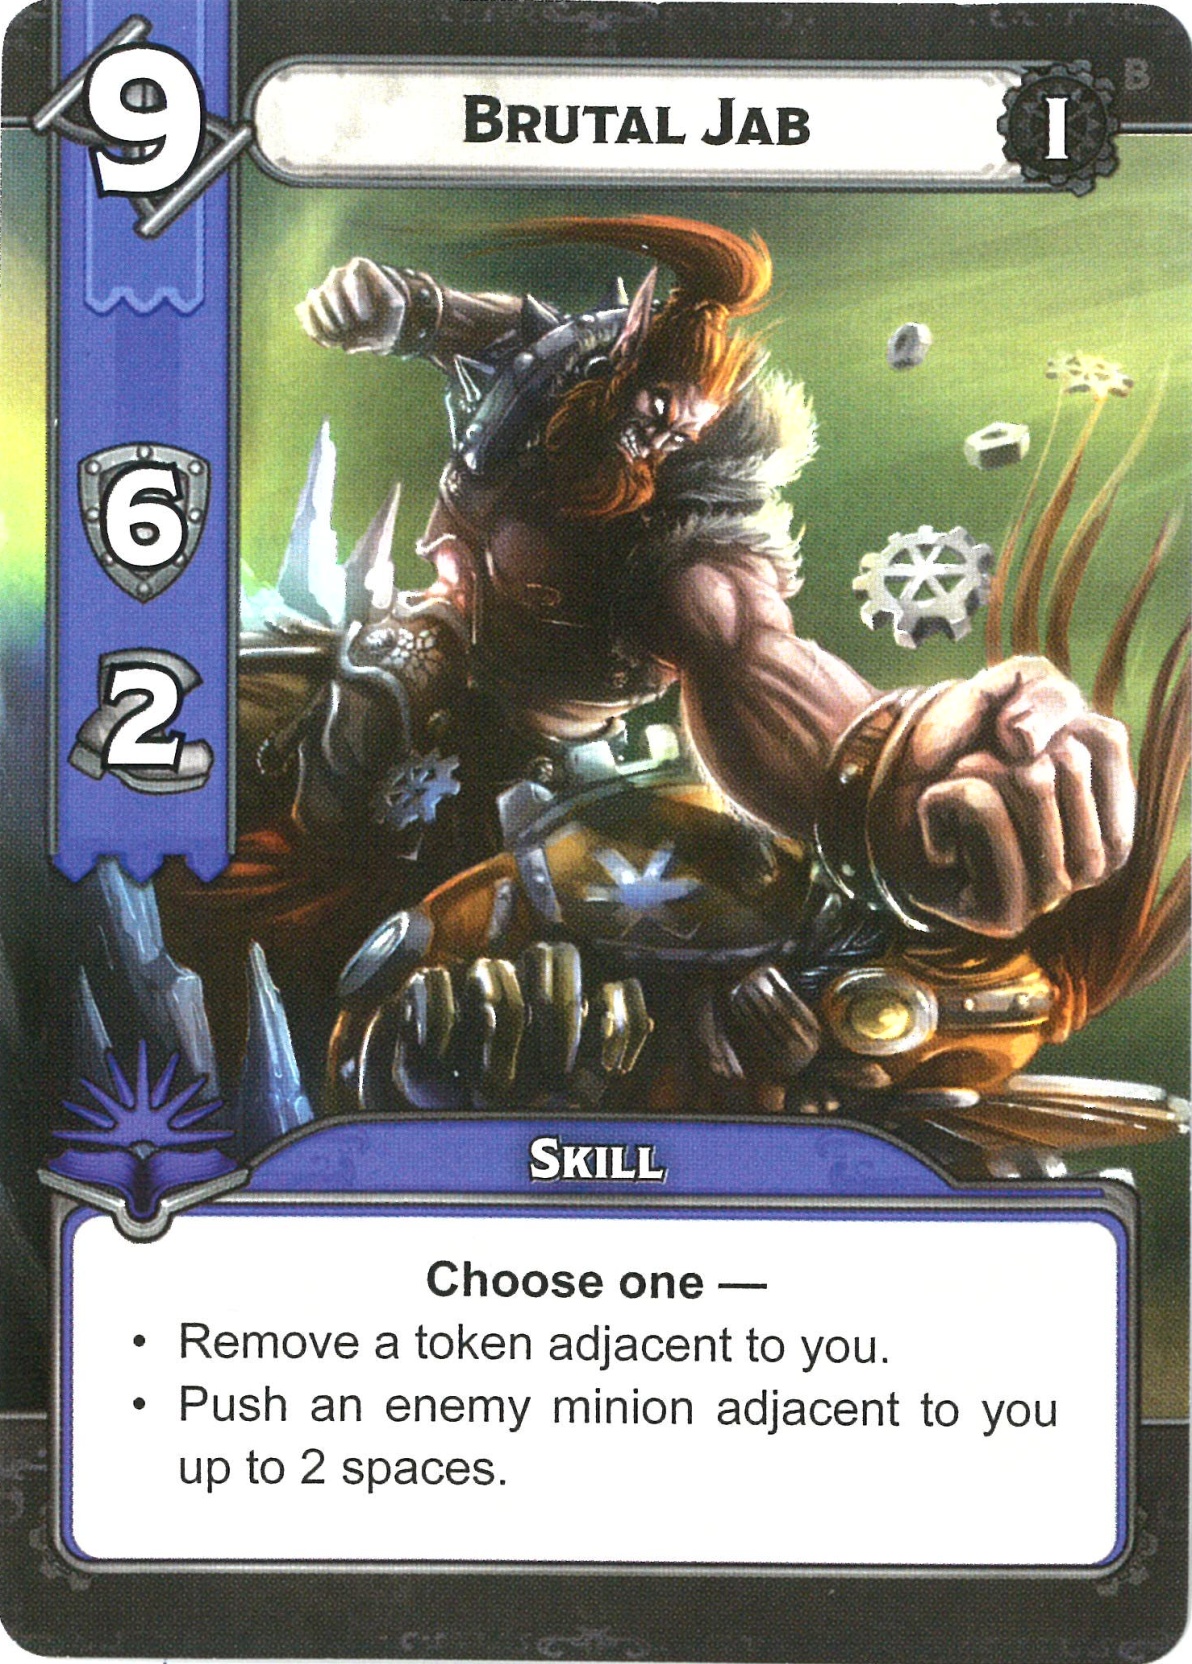 9
BRUTAL JAB
I
B
6
2
SKILL
Choose one —
• Remove a token adjacent to you.
• Push an enemy minion adjacent to you
up to 2 spaces.